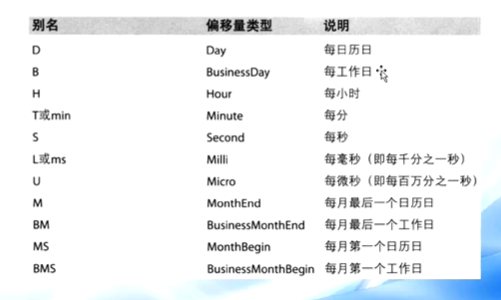 别名 偏移量类型 说明
D Day 每日历日
B BusinessDay 每工作日
H Hour 每小时
T或min Minute 每分
S Second 每秒
L或ms Milli 每毫秒（即每千分之一秒）
U Micro 每微秒（即每百万分之一秒）
M MonthEnd 每月最后一个日历日
BM BusinessMonthEnd 每月最后一个工作日
MS MonthBegin 每月第一个日历日
BMS BusinessMonthBegin 每月第一个工作日